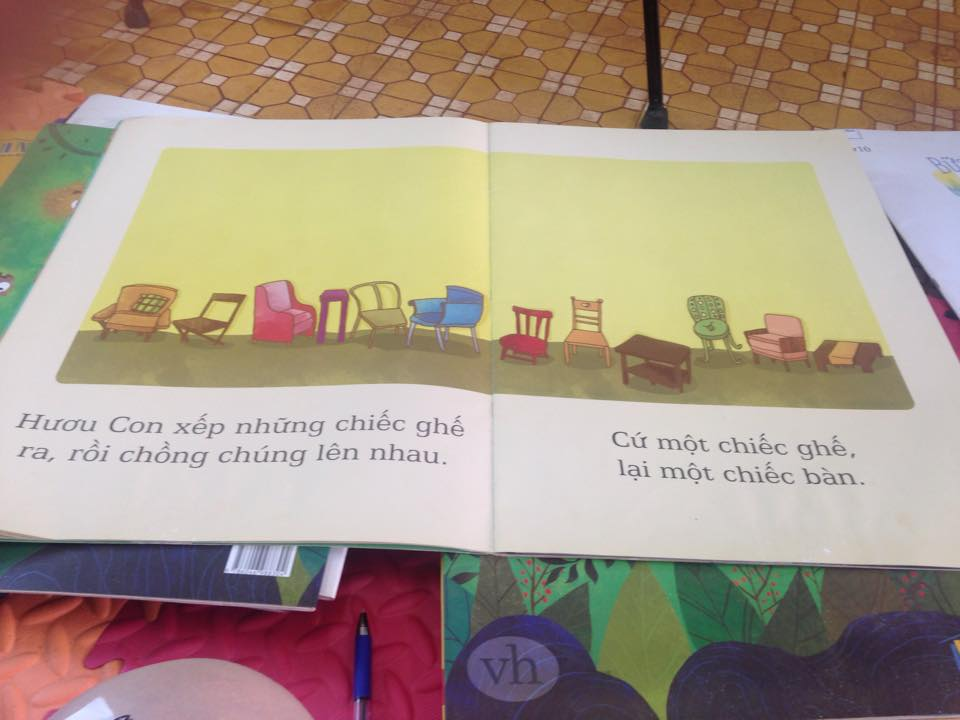 Hươu Con xếp những chiếc ghế
ra, rồi chồng chúng lên nhau.
Cứ một chiếc ghế,
lại một chiếc bàn.
vh